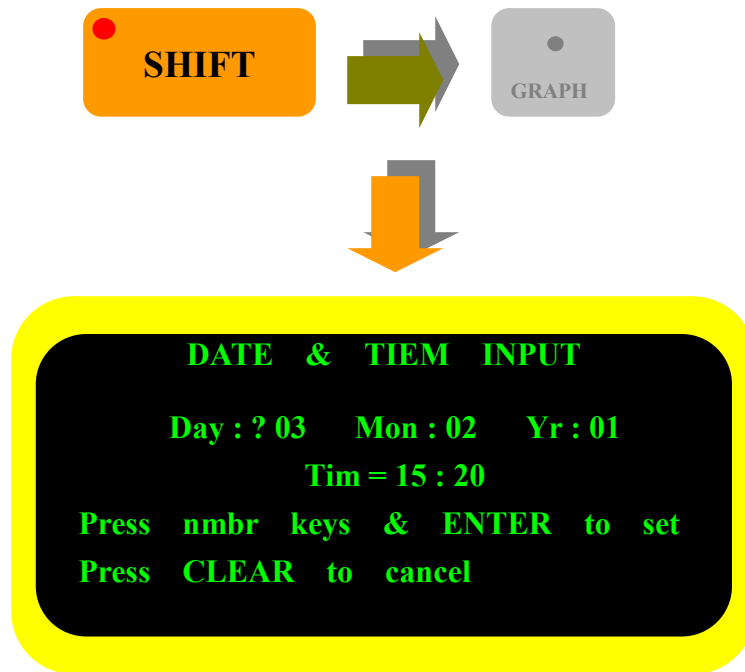 SHIFT
GRAPH
DATE & TIEM INPUT
Day : ? 03 Mon : 02 Yr : 01
Tim = 15 : 20
Press nmbr keys & ENTER to set
Press CLEAR to cancel